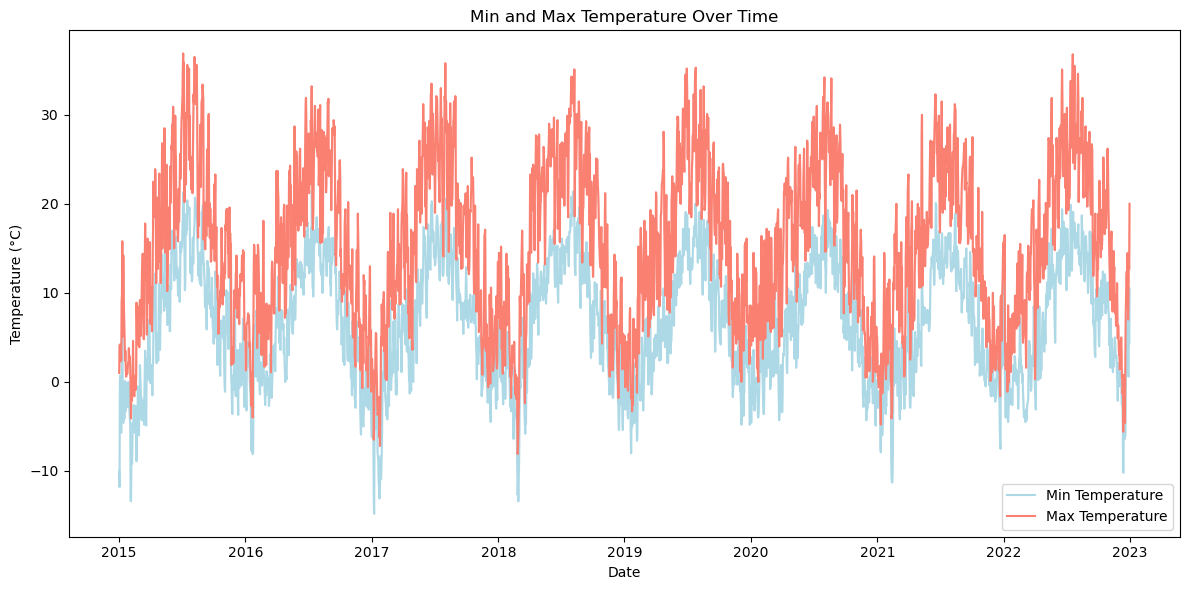 Min and Max Temperature Over Time
Temperature (°C)
30
20
10
0
−10
2015 2016 2017 2018 2019 2020 2021 2022 2023
Date
Min Temperature
Max Temperature